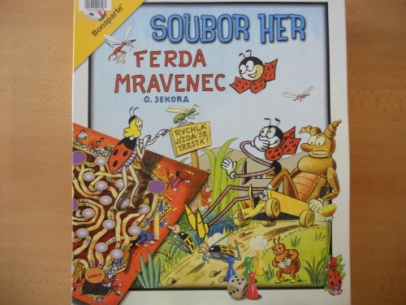 Bonaparte
SOUBOR HER
FERDA
MRAVENEC
O. SEKORA
RYCHLÁ
JÍZDA SE
TRESTÁ!